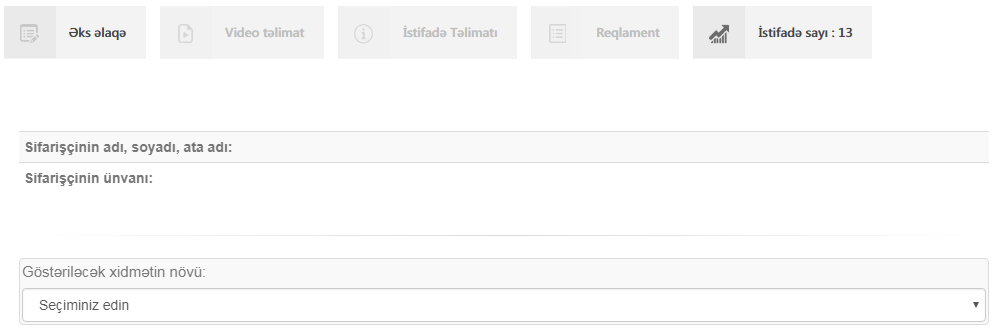 Əks əlaqə
Video təlimat
İstifadə Təlimatı
Reqlament
İstifadə sayı : 13
Sifarişçinin adı, soyadı, ata adı:
Sifarişçinin ünvanı:
Göstəriləcək xidmətin növü:
Seçiminiz edin